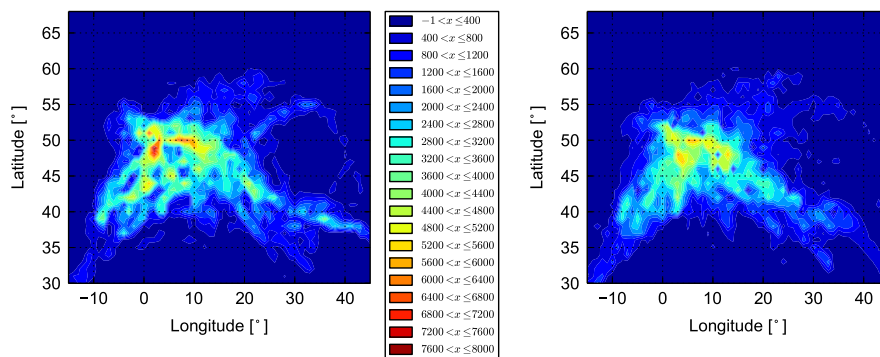 65
60
55
50
45
40
35
30
Latitude [°]
−10 0 10 20 30 40
Longitude [°]
−1 < x ≤400
400 < x ≤800
800 < x ≤1200
1200 < x ≤1600
1600 < x ≤2000
2000 < x ≤2400
2400 < x ≤2800
2800 < x ≤3200
3200 < x ≤3600
3600 < x ≤4000
4000 < x ≤4400
4400 < x ≤4800
4800 < x ≤5200
5200 < x ≤5600
5600 < x ≤6000
6000 < x ≤6400
6400 < x ≤6800
6800 < x ≤7200
7200 < x ≤7600
7600 < x ≤8000
65
60
55
50
45
40
35
30
Latitude [°]
−10 0 10 20 30 40
Longitude [°]